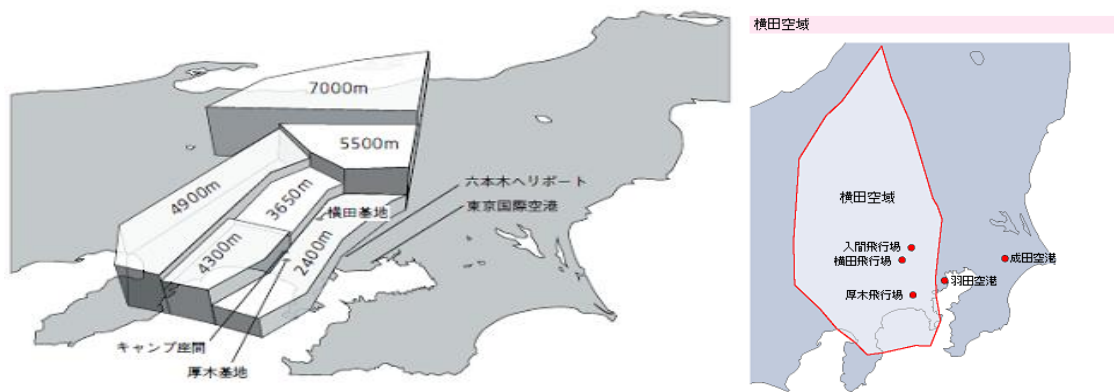 7000m
5500m
4900m
3650m
4300m
2400m
横田基地
六本木ヘリポート
東京国際空港
キャンプ座間
厚木基地
横田空域
横田空域
入間飛行場
横田飛行場
厚木飛行場
羽田空港
成田空港